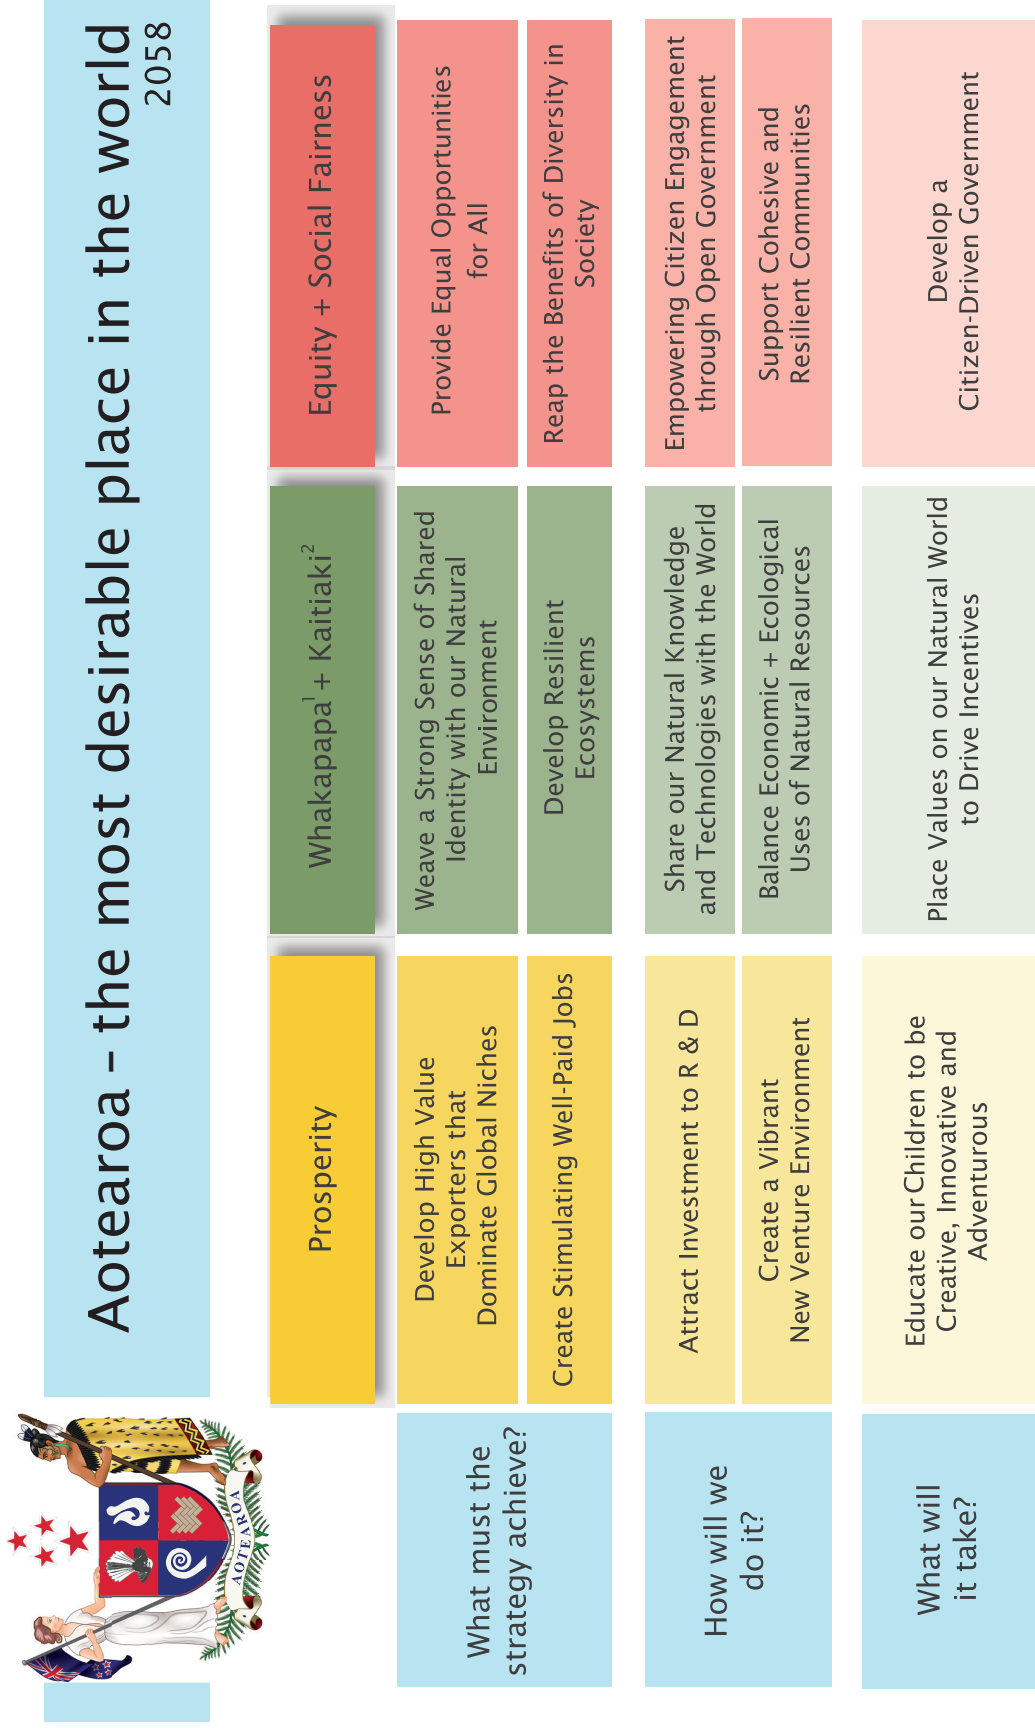 Aotearoa – the most desirable place in the world
2058
AOTEAROA
Prosperity
Whakapapa¹ + Kaitiaki²
Equity + Social Fairness
What must the
strategy achieve?
Develop High Value
Exporters that
Dominate Global Niches
Weave a Strong Sense of Shared
Identity with our Natural
Environment
Provide Equal Opportunities
for All
Create Stimulating Well-Paid Jobs
Develop Resilient
Ecosystems
Reap the Benefits of Diversity in
Society
How will we
do it?
Attract Investment to R & D
Share our Natural Knowledge
and Technologies with the World
Empowering Citizen Engagement
through Open Government
Create a Vibrant
New Venture Environment
Balance Economic + Ecological
Uses of Natural Resources
Support Cohesive and
Resilient Communities
What will
it take?
Educate our Children to be
Creative, Innovative and
Adventurous
Place Values on our Natural World
to Drive Incentives
Develop a
Citizen-Driven Government